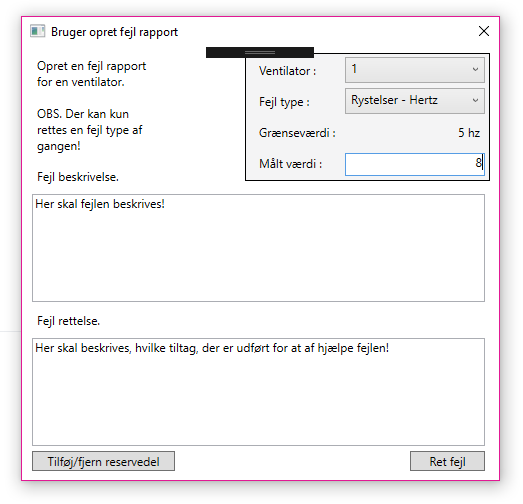 Bruger opret fejl rapport
Opret en fejl rapport
for en ventilator.
OBS. Der kan kun
rettes en fejl type af
gangen!
Ventilator : 1
Fejl type : Rystelser - Hertz
Grænseværdi : 5 hz
Målt værdi : 8
Fejl beskrivelse.
Her skal fejlen beskrives!
Fejl rettelse.
Her skal beskrives, hvilke tiltag, der er udført for at af hjælpe fejlen!
Tilføj/fjern reservedel
Ret fejl